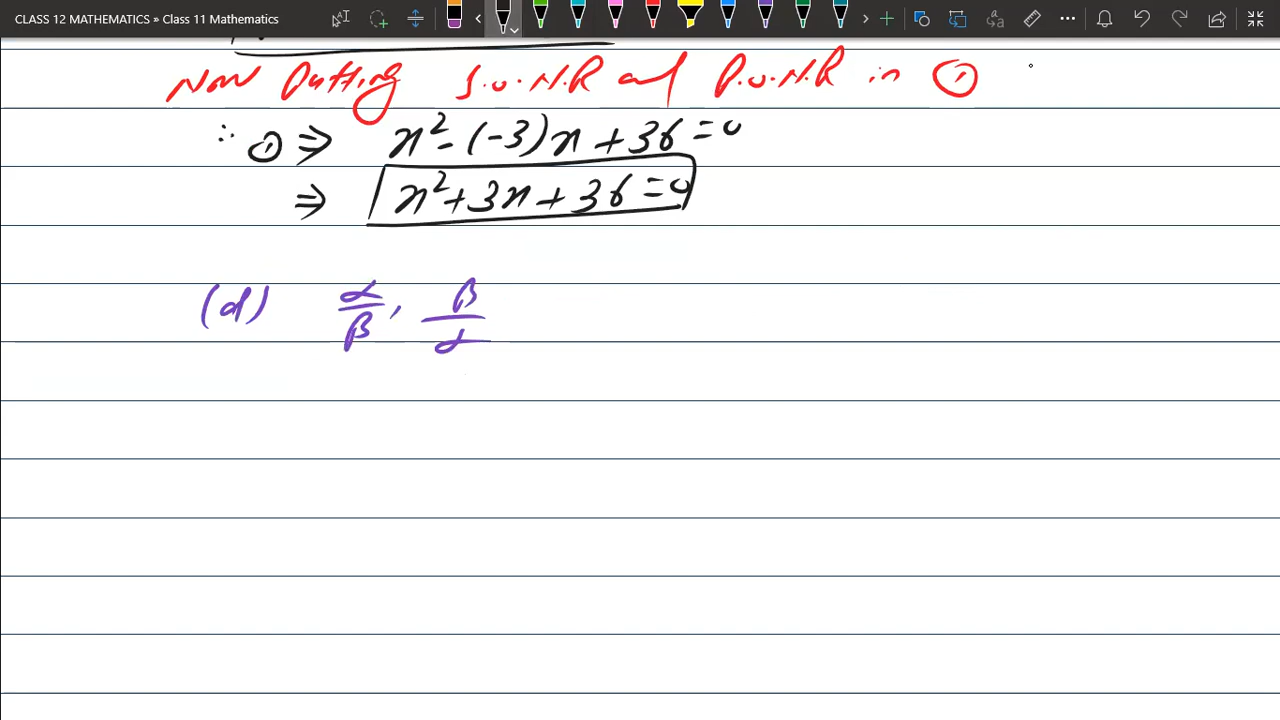 CLASS 12 MATHEMATICS » Class 11 Mathematics
Now Putting S.O.N.R and P.O.N.R in ①
∴ ① ⇒ x² - (-3)x + 36 = 0
⇒ x² + 3x + 36 = 0
(d) α/β, β/α